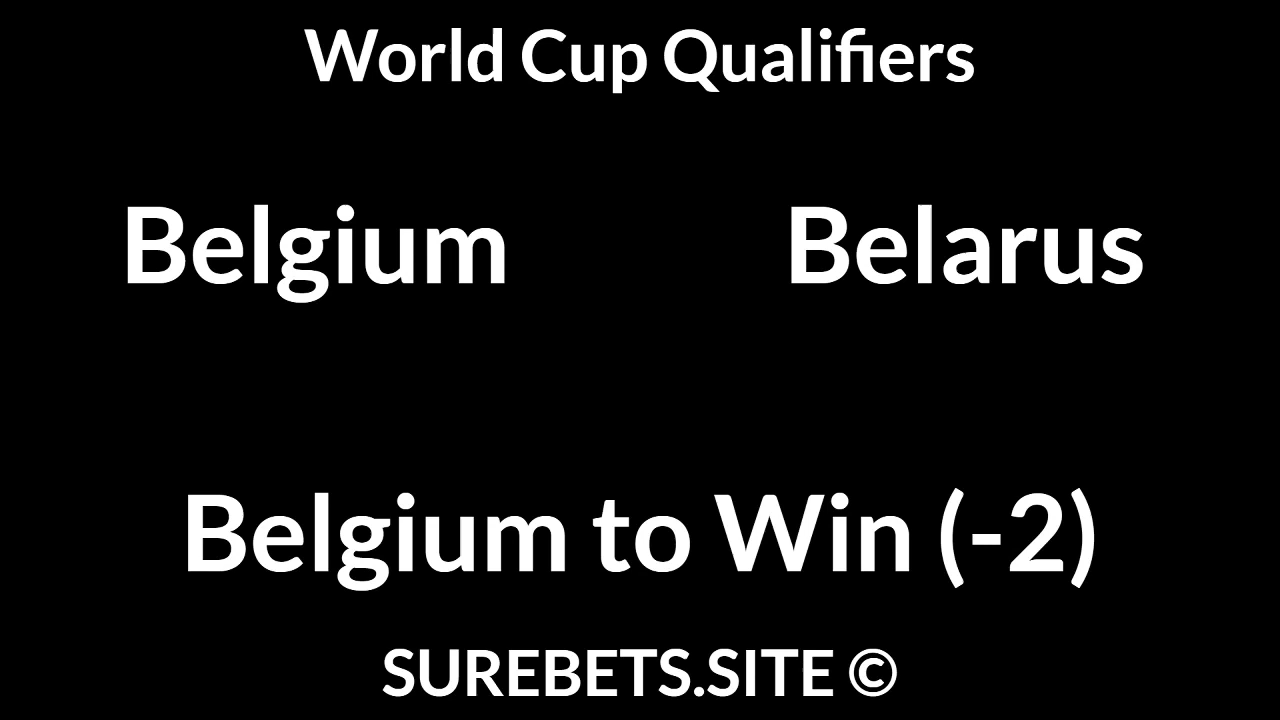 World Cup Qualifiers
Belgium Belarus
Belgium to Win (-2)
SUREBETS.SITE ©